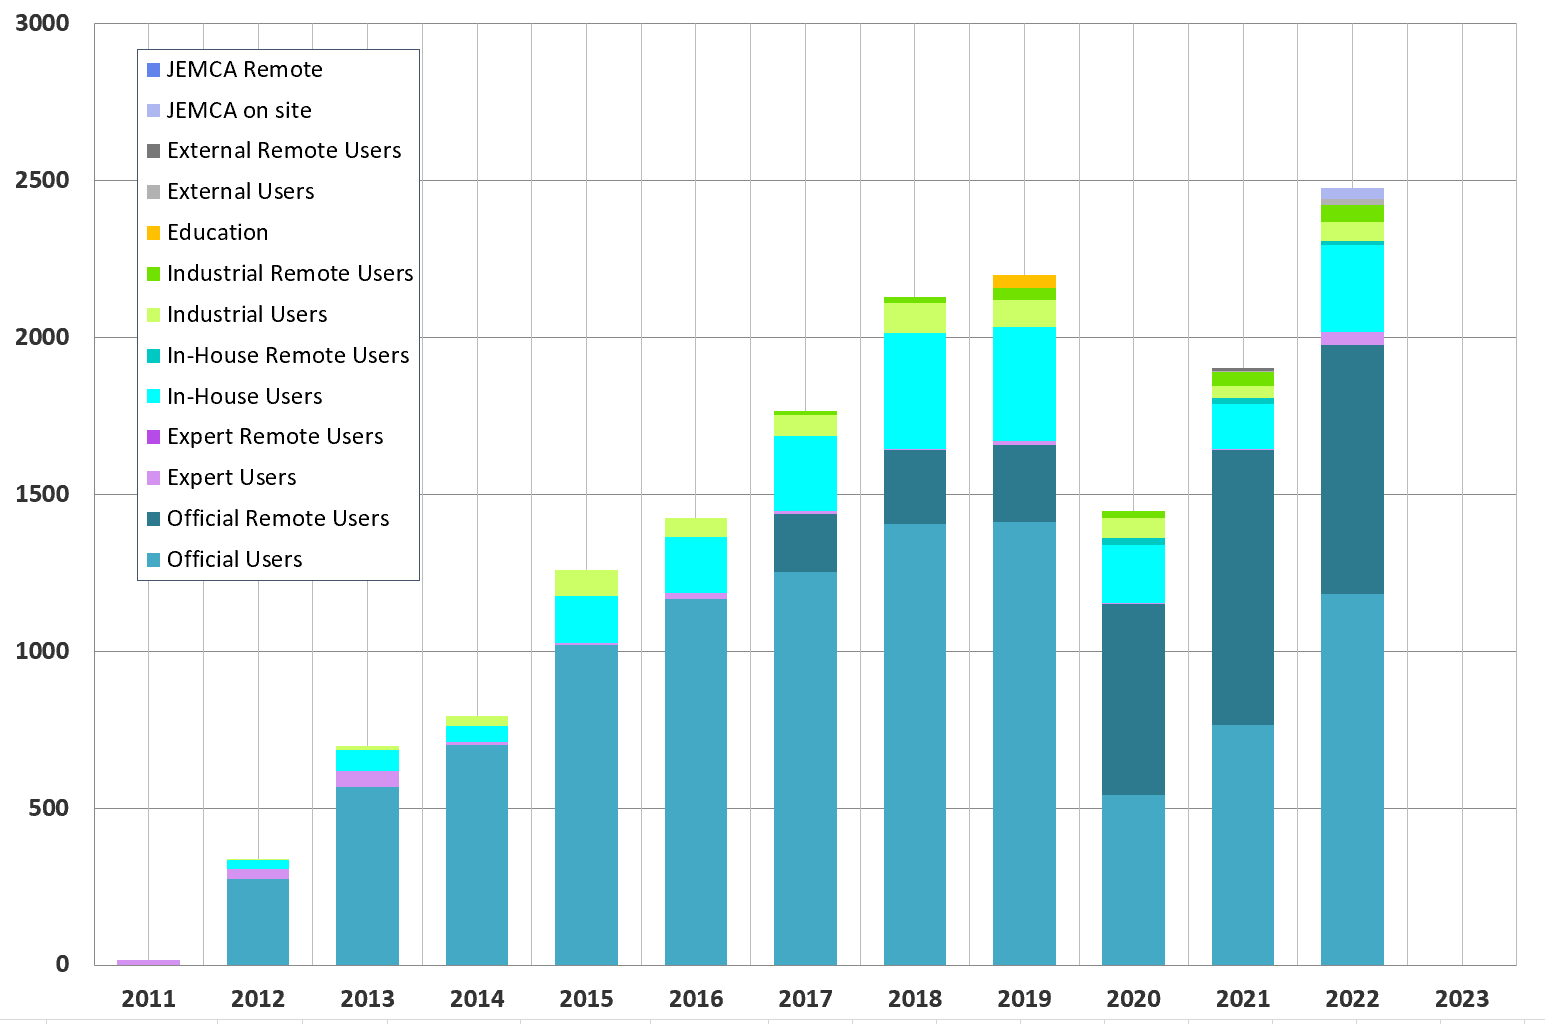 3000
2500
2000
1500
1000
500
0
JEMCA Remote
JEMCA on site
External Remote Users
External Users
Education
Industrial Remote Users
Industrial Users
In-House Remote Users
In-House Users
Expert Remote Users
Expert Users
Official Remote Users
Official Users
2011 2012 2013 2014 2015 2016 2017 2018 2019 2020 2021 2022 2023